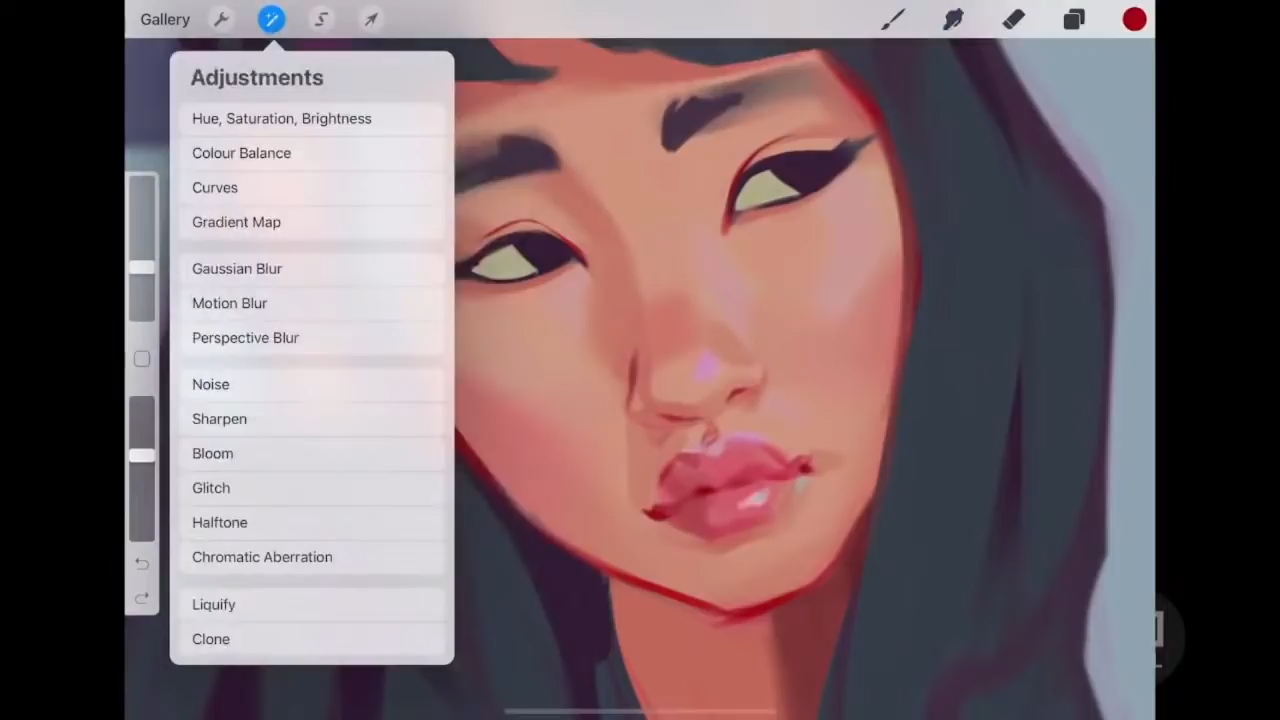 Gallery
Adjustments
Hue, Saturation, Brightness
Colour Balance
Curves
Gradient Map
Gaussian Blur
Motion Blur
Perspective Blur
Noise
Sharpen
Bloom
Glitch
Halftone
Chromatic Aberration
Liquify
Clone